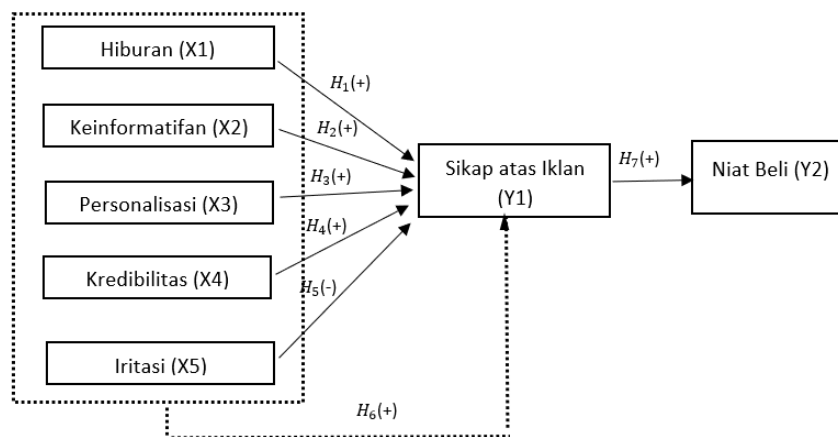 Hiburan (X1)
H₁(+)
Keinformatifan (X2)
H₂(+)
Sikap atas Iklan
(Y1)
H₇(+)
Niat Beli (Y2)
H₃(+)
Personalisasi (X3)
H₄(+)
Kredibilitas (X4)
H₅(-)
Iritasi (X5)
H₆(+)